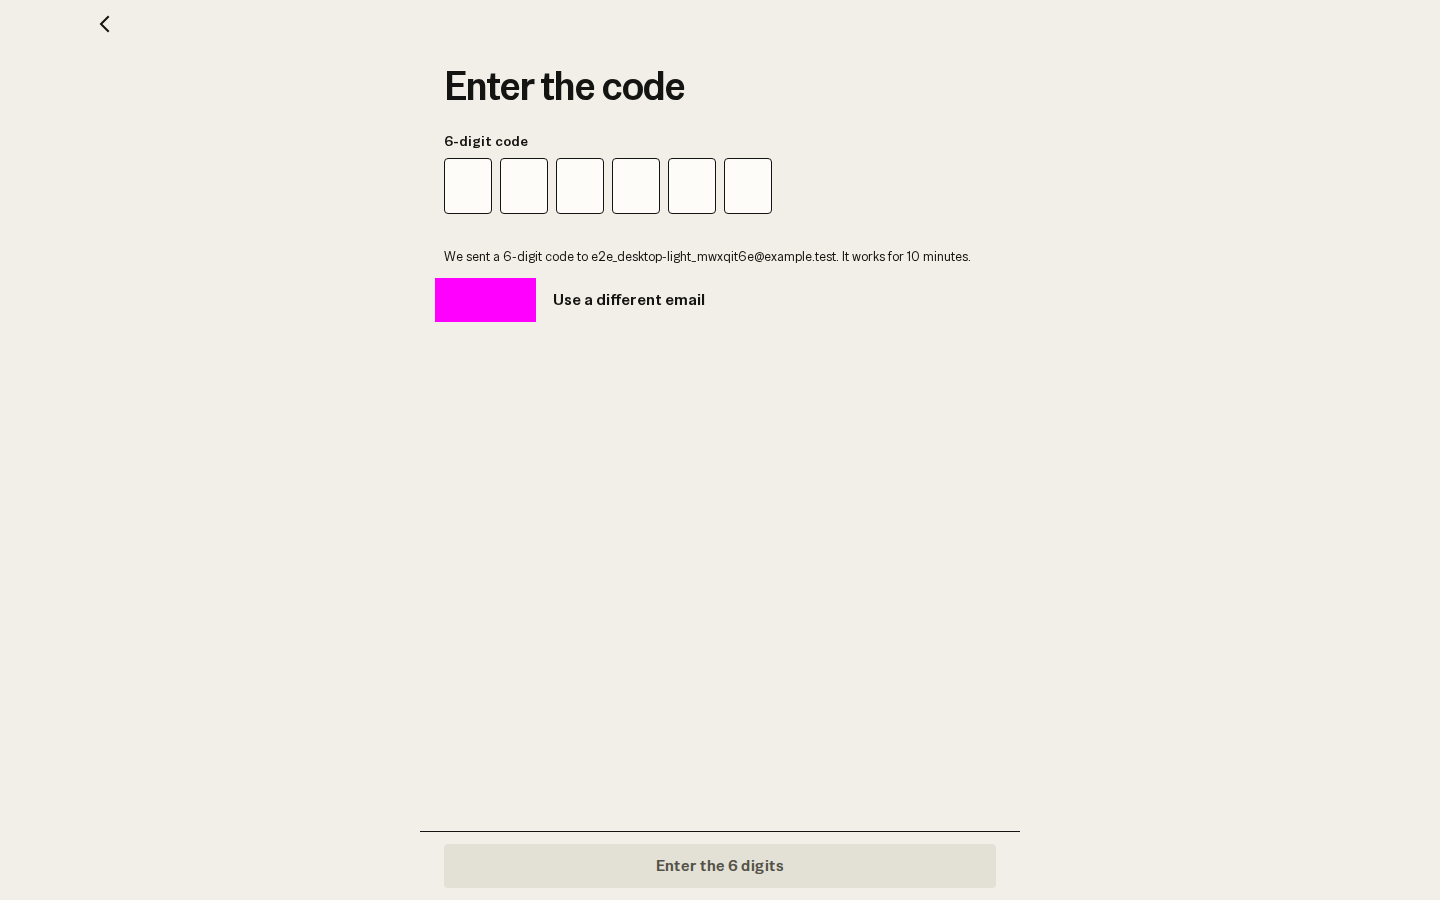 Enter the code
6-digit code
We sent a 6-digit code to e2e_desktop-light_mwxqit6e@example.test. It works for 10 minutes.
Use a different email
Enter the 6 digits